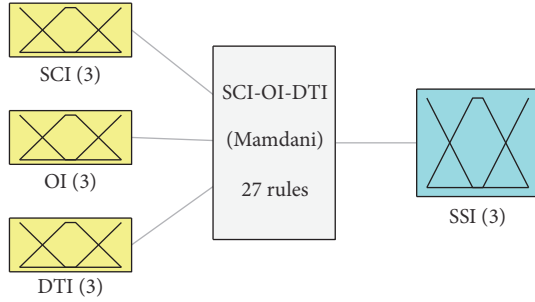 SCI (3)
OI (3)
DTI (3)
SCI-OI-DTI
(Mamdani)
27 rules
SSI (3)